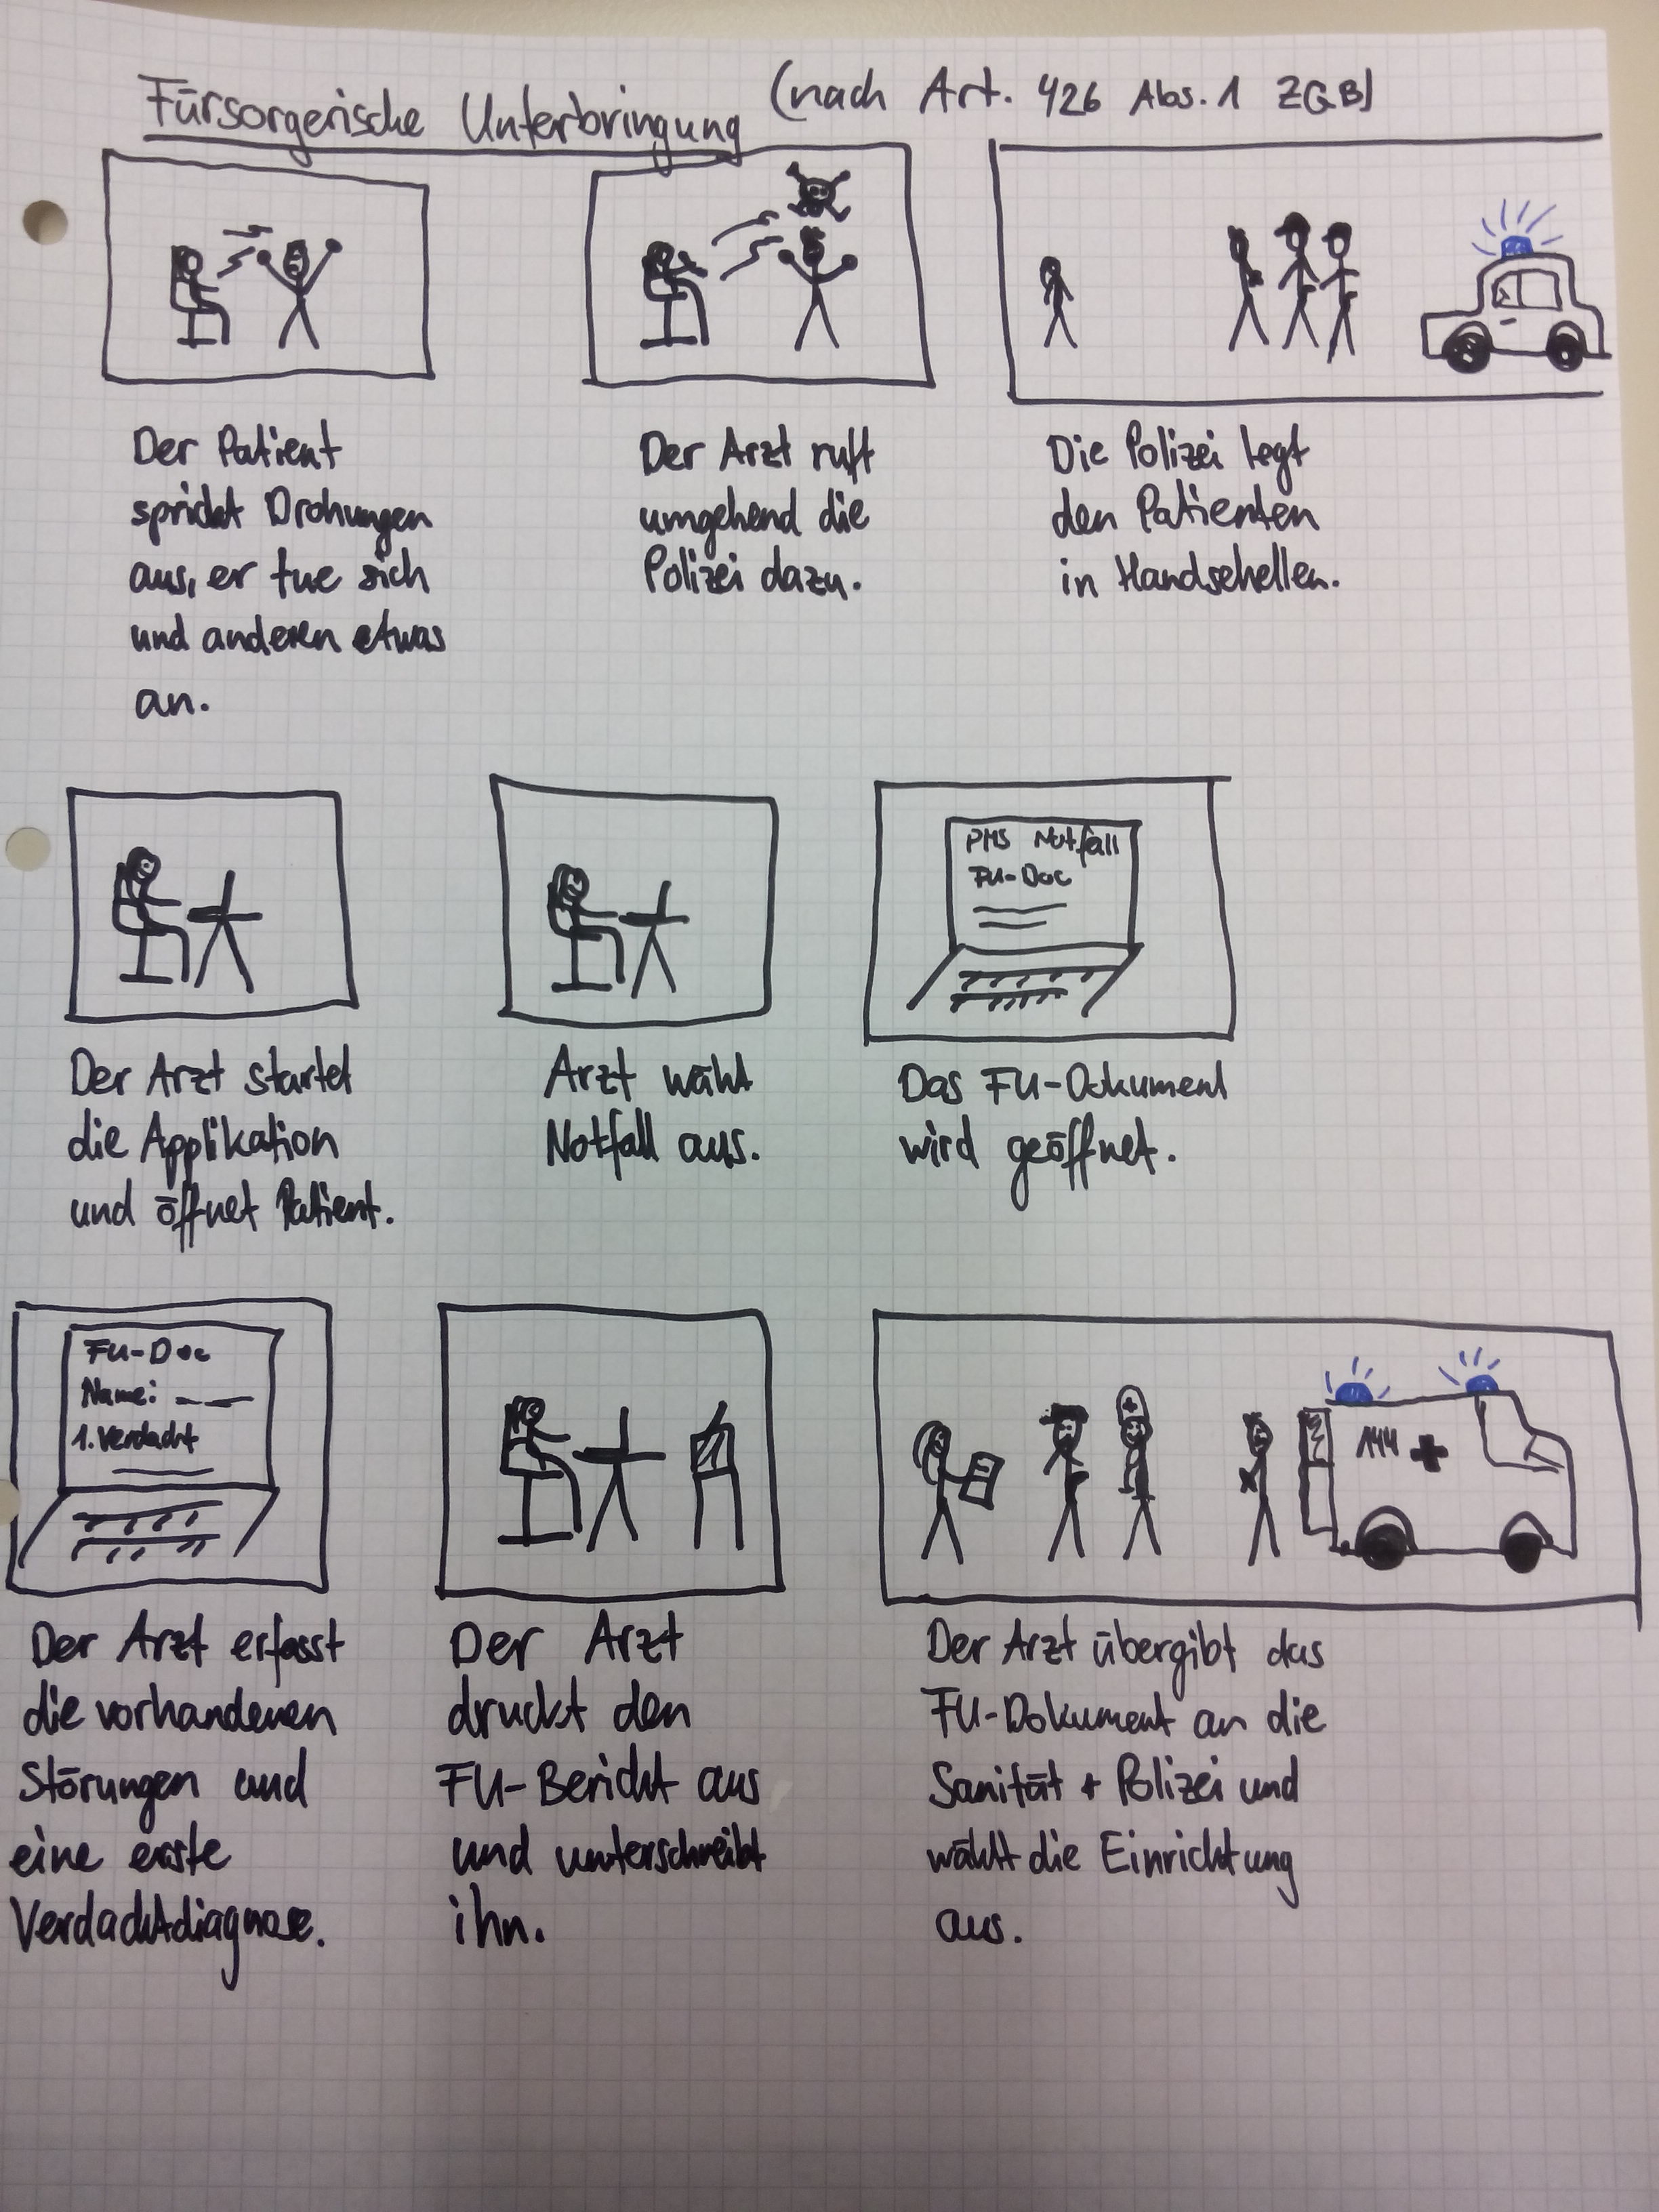 Fürsorgerische Unterbringung (nach Art. 426 Abs. 1 ZGB)
Der Patient
spricht Drohungen
aus, er tue sich
und anderen etwas
an.
Der Arzt ruft
umgehend die
Polizei dazu.
Die Polizei legt
den Patienten
in Handschellen.
Der Arzt startet
die Applikation
und öffnet Patient.
Arzt wählt
Notfall aus.
PMS Notfall
FU-Doc
Das FU-Dokument
wird geöffnet.
FU-Doc
Name: _ __
1. Verdacht
Der Arzt erfasst
die vorhandenen
Störungen und
eine erste
Verdachtdiagnose.
Der Arzt
druckt den
FU-Bericht aus
und unterschreibt
ihn.
144
Der Arzt übergibt das
FU-Dokument an die
Sanität + Polizei und
wählt die Einrichtung
aus.